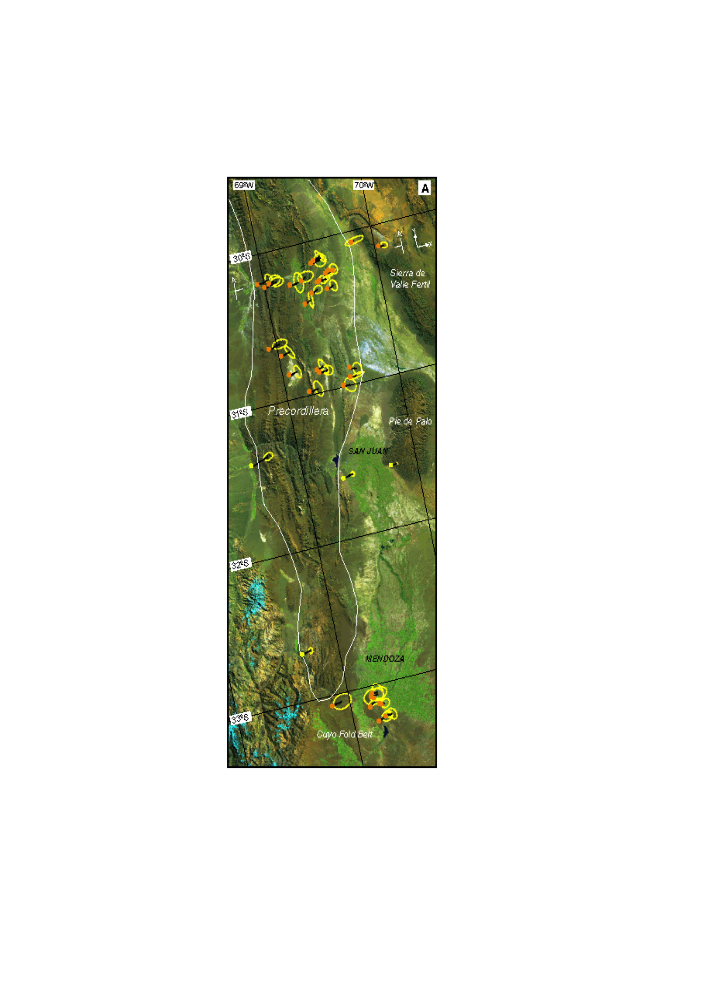 69ºW
70ºW
A
A'
Y
X
30ºS
Sierra de
Valle Fertil
A
31ºS
Precordillera
Pie de Palo
SAN JUAN
32ºS
MENDOZA
33ºS
Cuyo Fold Belt